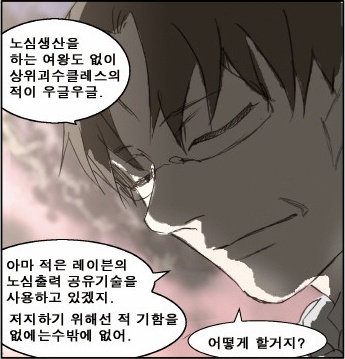 노심생산을
하는 여왕도 없이
상위괴수클레스의
적이 우글우글.
아마 적은 레이븐의
노심출력 공유기술을
사용하고 있겠지.
저지하기 위해선 적 기함을
없애는수밖에 없어.
어떻게 할거지?